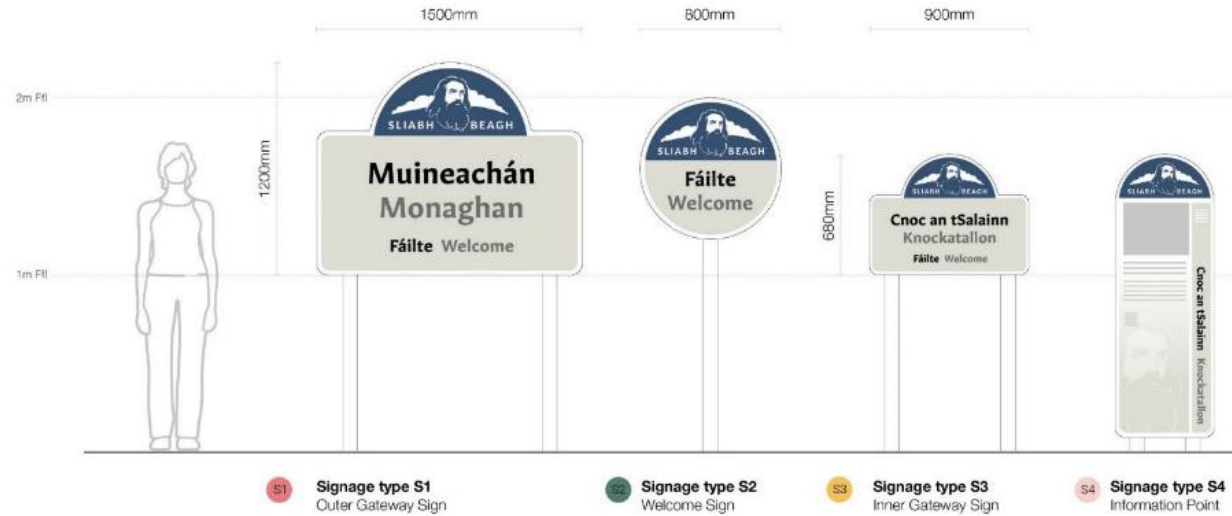 1500mm
800mm
900mm
2m Ffl
1200mm
1m Ffl
SLIABH BEAGH
Muineachán
Monaghan
Fáilte Welcome
SLIABH BEAGH
Fáilte
Welcome
680mm
SLIABH BEAGH
Cnoc an tSalainn
Knockatallon
Fáilte Welcome
SLIABH BEAGH
Cnoc an tSalainn Knockatallon
S1
Signage type S1
Outer Gateway Sign
S2
Signage type S2
Welcome Sign
S3
Signage type S3
Inner Gateway Sign
S4
Signage type S4
Information Point